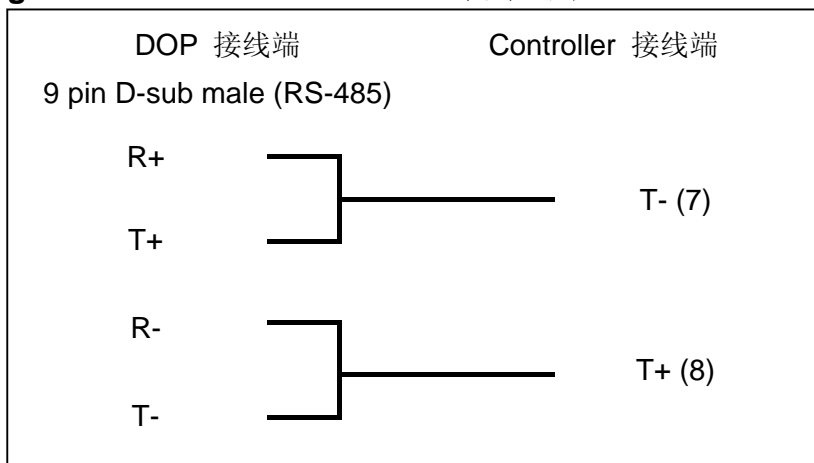 DOP 接线端 Controller 接线端
9 pin D-sub male (RS-485)
R+
T- (7)
T+
R-
T+ (8)
T-